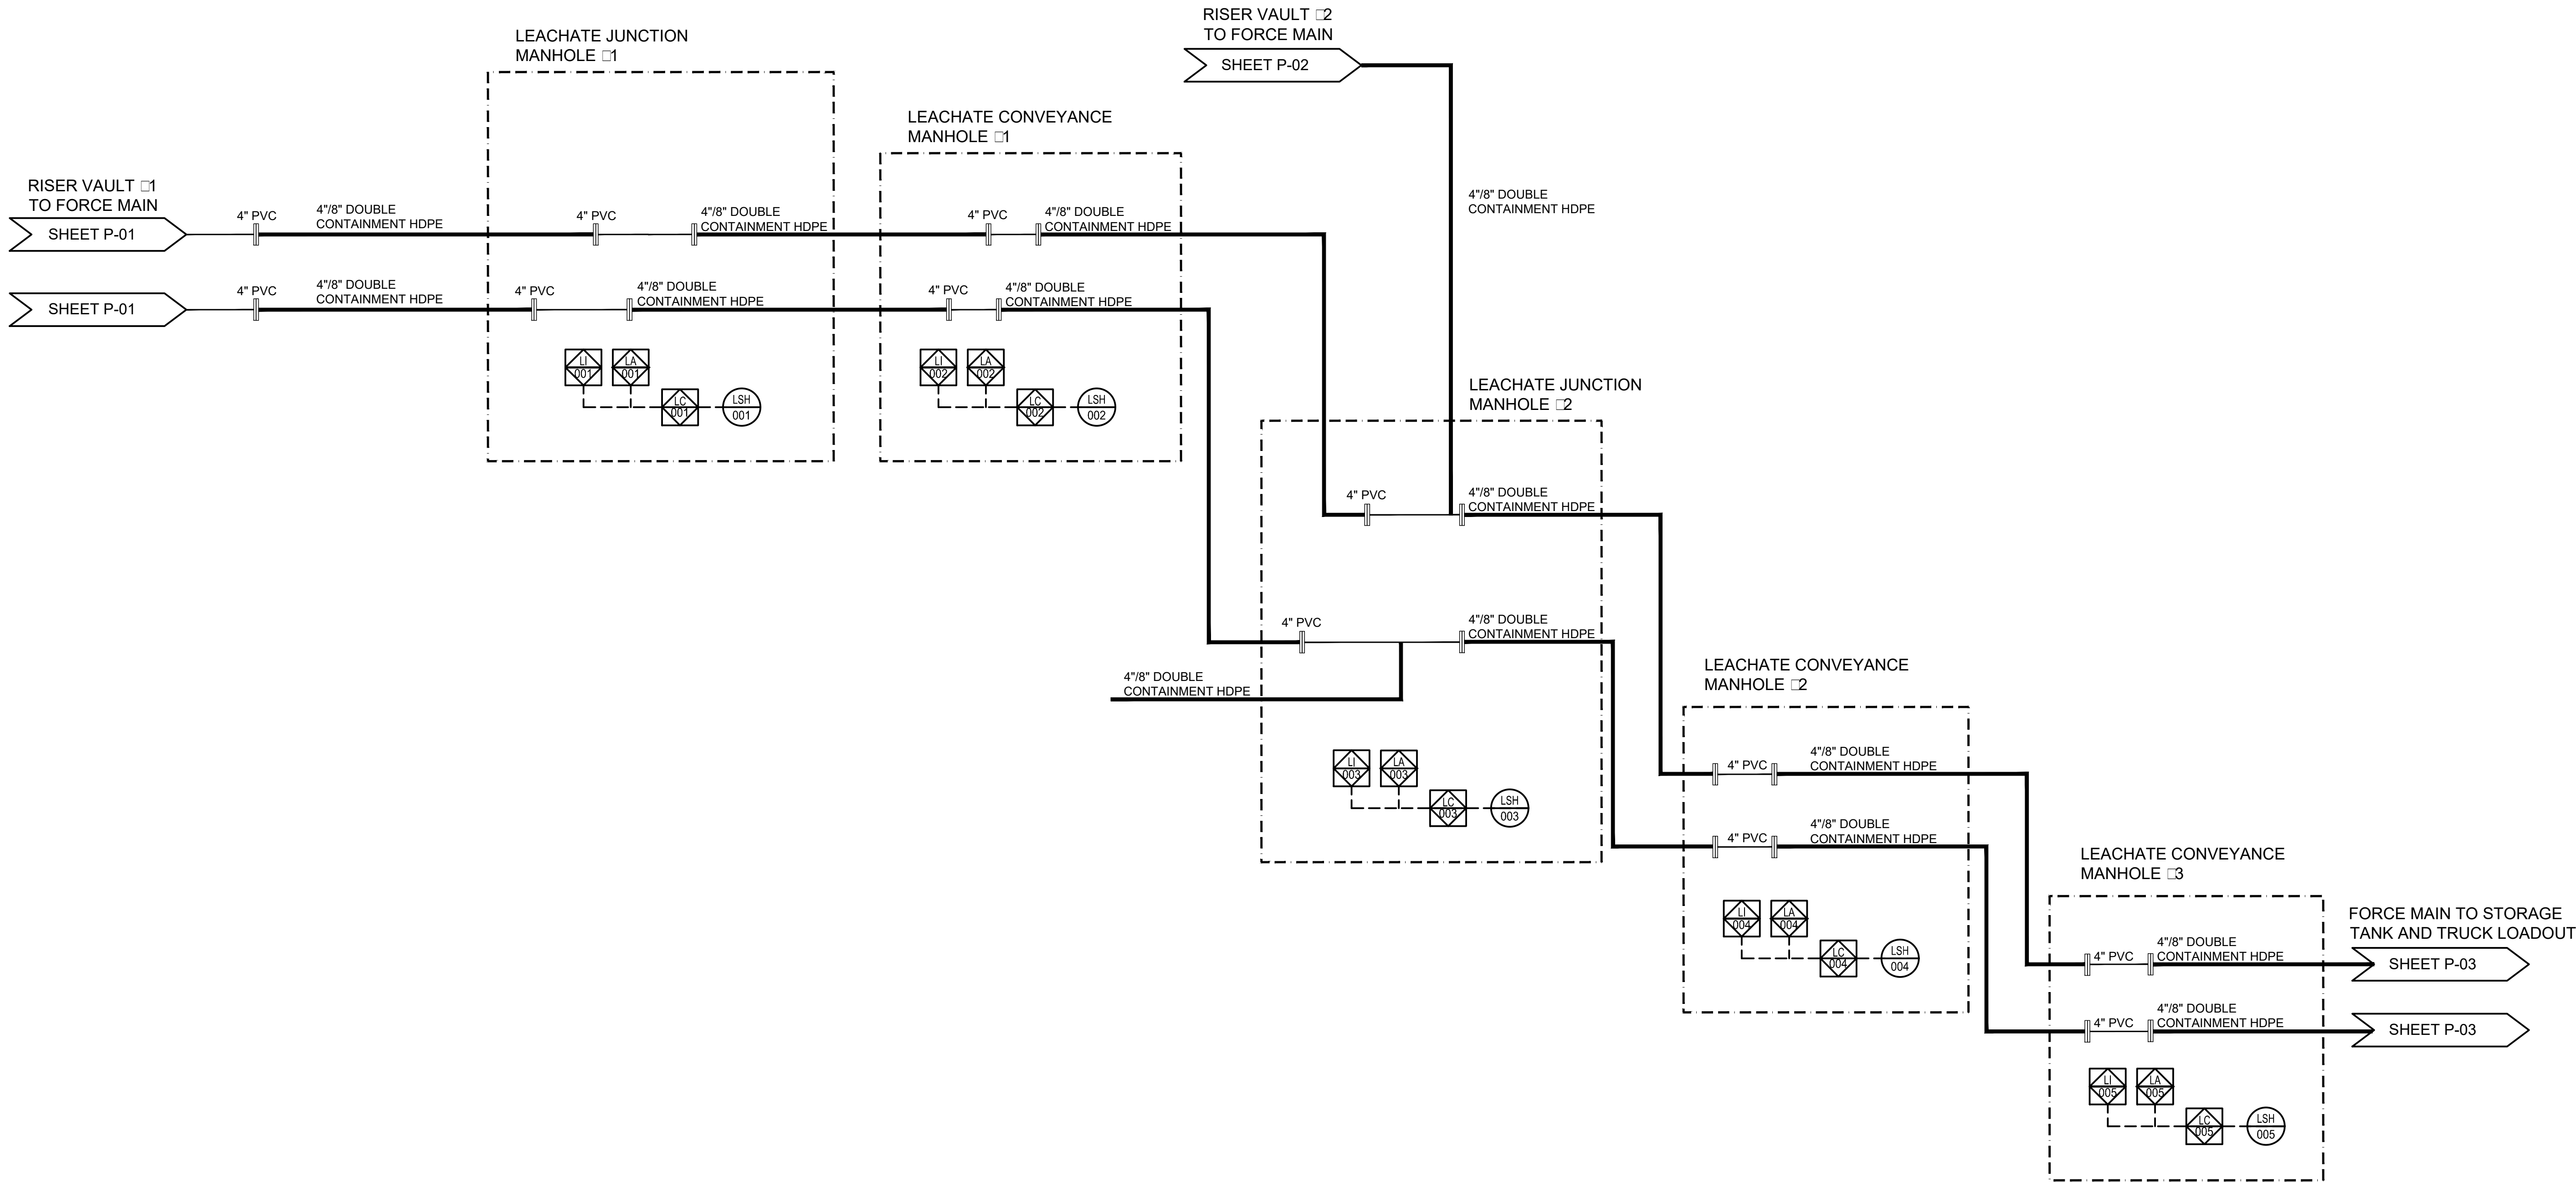 RISER VAULT □2
TO FORCE MAIN
SHEET P-02
LEACHATE JUNCTION
MANHOLE □1
LEACHATE CONVEYANCE
MANHOLE □1
RISER VAULT □1
TO FORCE MAIN
SHEET P-01
4" PVC
4"/8" DOUBLE
CONTAINMENT HDPE
4" PVC
4"/8" DOUBLE
CONTAINMENT HDPE
4" PVC
4"/8" DOUBLE
CONTAINMENT HDPE
4"/8" DOUBLE
CONTAINMENT HDPE
SHEET P-01
4" PVC
4"/8" DOUBLE
CONTAINMENT HDPE
4" PVC
4"/8" DOUBLE
CONTAINMENT HDPE
4" PVC
4"/8" DOUBLE
CONTAINMENT HDPE
LI
001
LA
001
LC
001
LSH
001
LI
002
LA
002
LC
002
LSH
002
LEACHATE JUNCTION
MANHOLE □2
4" PVC
4"/8" DOUBLE
CONTAINMENT HDPE
4" PVC
4"/8" DOUBLE
CONTAINMENT HDPE
4"/8" DOUBLE
CONTAINMENT HDPE
LI
003
LA
003
LC
003
LSH
003
LEACHATE CONVEYANCE
MANHOLE □2
4" PVC
4"/8" DOUBLE
CONTAINMENT HDPE
4" PVC
4"/8" DOUBLE
CONTAINMENT HDPE
LI
004
LA
004
LC
004
LSH
004
LEACHATE CONVEYANCE
MANHOLE □3
FORCE MAIN TO STORAGE
TANK AND TRUCK LOADOUT
4" PVC
4"/8" DOUBLE
CONTAINMENT HDPE
SHEET P-03
4" PVC
4"/8" DOUBLE
CONTAINMENT HDPE
SHEET P-03
LI
005
LA
005
LC
005
LSH
005